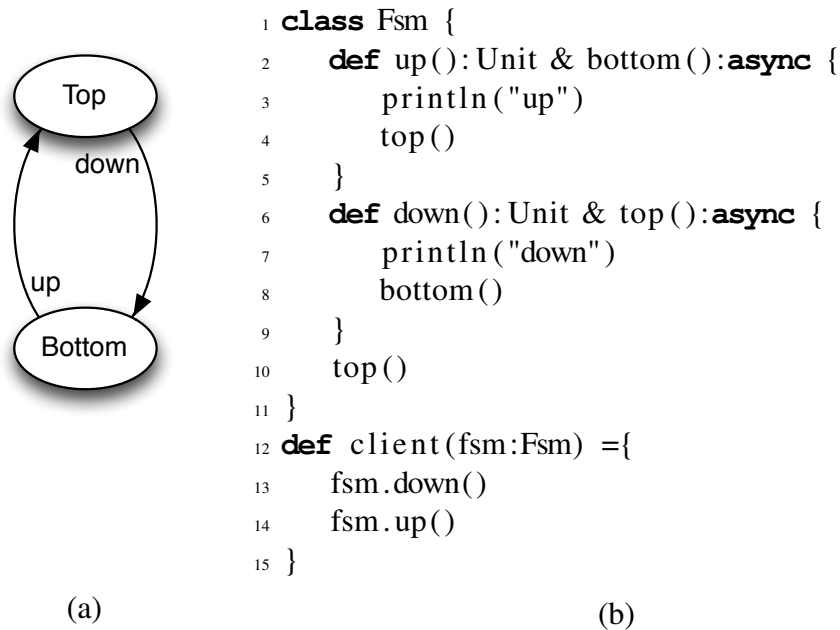 Top
down
up
Bottom
(a)
1 class Fsm {
2 def up():Unit & bottom():async {
3 println("up")
4 top()
5 }
6 def down():Unit & top():async {
7 println("down")
8 bottom()
9 }
10 top()
11 }
12 def client(fsm:Fsm) ={
13 fsm.down()
14 fsm.up()
15 }
(b)